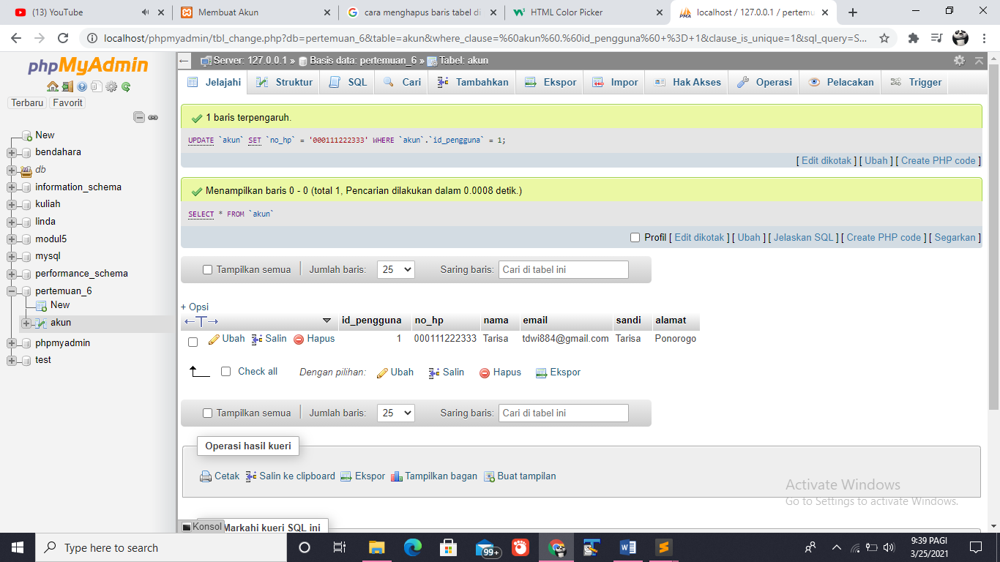 (13) YouTube
Membuat Akun
cara menghapus baris tabel di
HTML Color Picker
localhost / 127.0.0.1 / pertemu
localhost/phpmyadmin/tbl_change.php?db=pertemuan_6&table=akun&where_clause=%60akun%60.%60id_pengguna%60+%3D+1&clause_is_unique=1&sql_query=S...
phpMyAdmin
Terbaru Favorit
New
bendahara
db
information_schema
kuliah
linda
modul5
mysql
performance_schema
pertemuan_6
New
akun
phpmyadmin
test
Server: 127.0.0.1 » Basis data: pertemuan_6 » Tabel: akun
Jelajahi Struktur SQL Cari Tambahkan Ekspor Impor Hak Akses Operasi Pelacakan Trigger
1 baris terpengaruh.
UPDATE `akun` SET `no_hp` = '000111222333' WHERE `akun`.`id_pengguna` = 1;
[ Edit dikotak ] [ Ubah ] [ Create PHP code ]
Menampilkan baris 0 - 0 (total 1, Pencarian dilakukan dalam 0.0008 detik.)
SELECT * FROM `akun`
Profil [ Edit dikotak ] [ Ubah ] [ Jelaskan SQL ] [ Create PHP code ] [ Segarkan ]
Tampilkan semua Jumlah baris: 25 Saring baris: Cari di tabel ini
+ Opsi
←T→ id_pengguna no_hp nama email sandi alamat
Ubah Salin Hapus 1 000111222333 Tarisa tdwi884@gmail.com Tarisa Ponorogo
Check all Dengan pilihan: Ubah Salin Hapus Ekspor
Tampilkan semua Jumlah baris: 25 Saring baris: Cari di tabel ini
Operasi hasil kueri
Cetak Salin ke clipboard Ekspor Tampilkan bagan Buat tampilan
Activate Windows
Go to Settings to activate Windows.
Konsol Markahi kueri SQL ini
Type here to search
99+
9:39 PAGI
3/25/2021